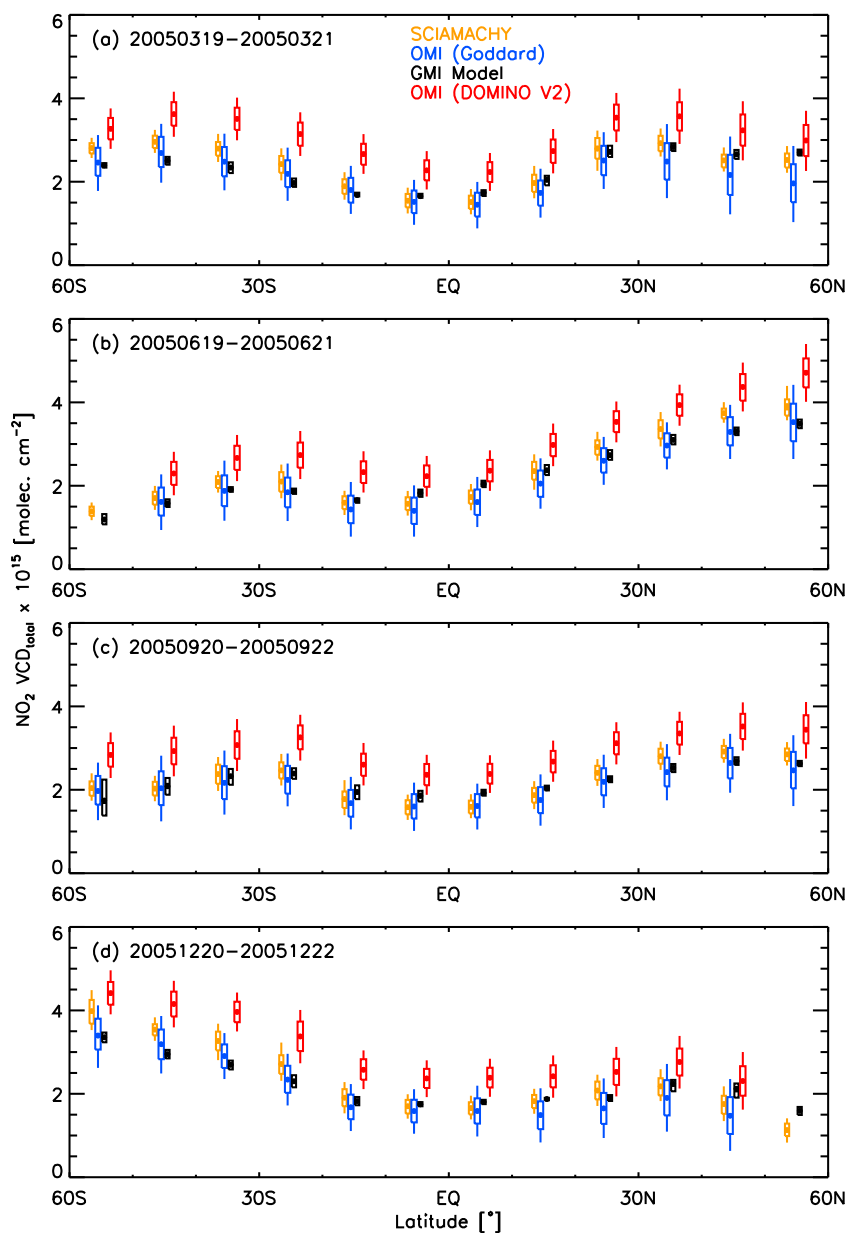 6
(a) 20050319−20050321
SCIAMACHY
OMI (Goddard)
GMI Model
OMI (DOMINO V2)
4
2
0
60S 30S EQ 30N 60N
6
(b) 20050619−20050621
4
2
0
60S 30S EQ 30N 60N
NO₂ VCDtotal × 10¹⁵ [molec. cm⁻²]
6
(c) 20050920−20050922
4
2
0
60S 30S EQ 30N 60N
6
(d) 20051220−20051222
4
2
0
60S 30S EQ 30N 60N
Latitude [°]